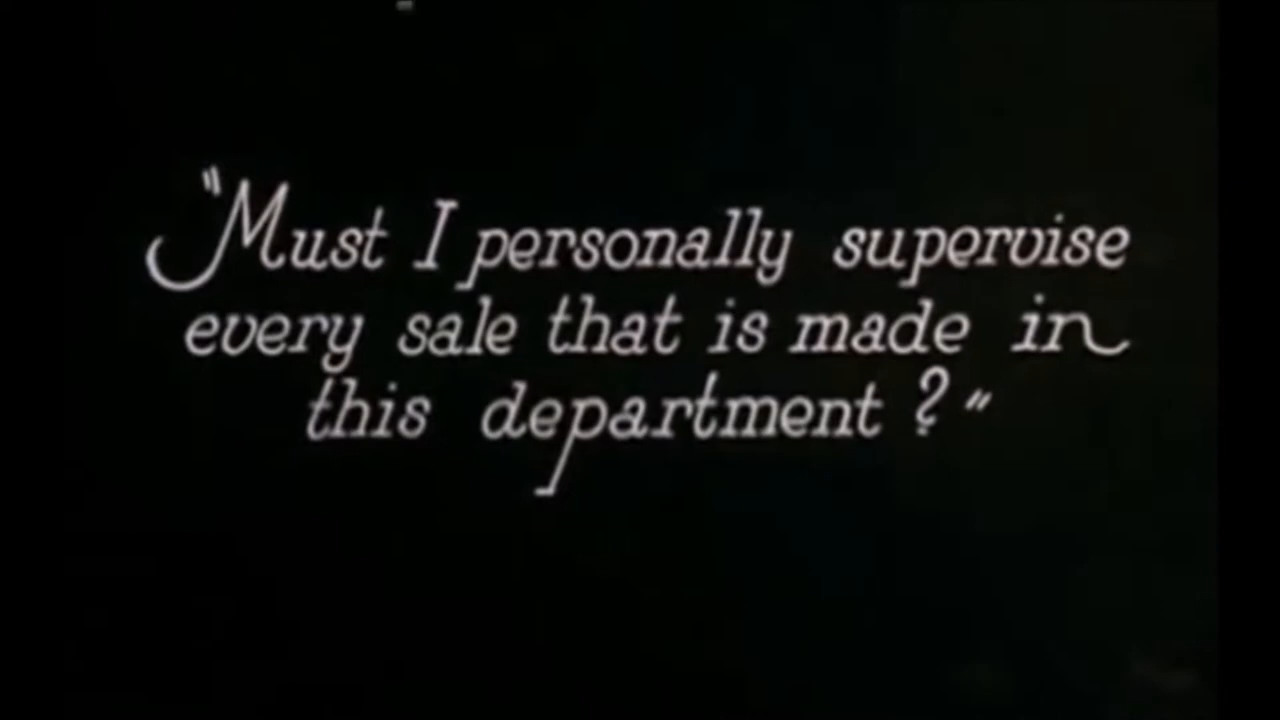 "Must I personally supervise
every sale that is made in
this department?"